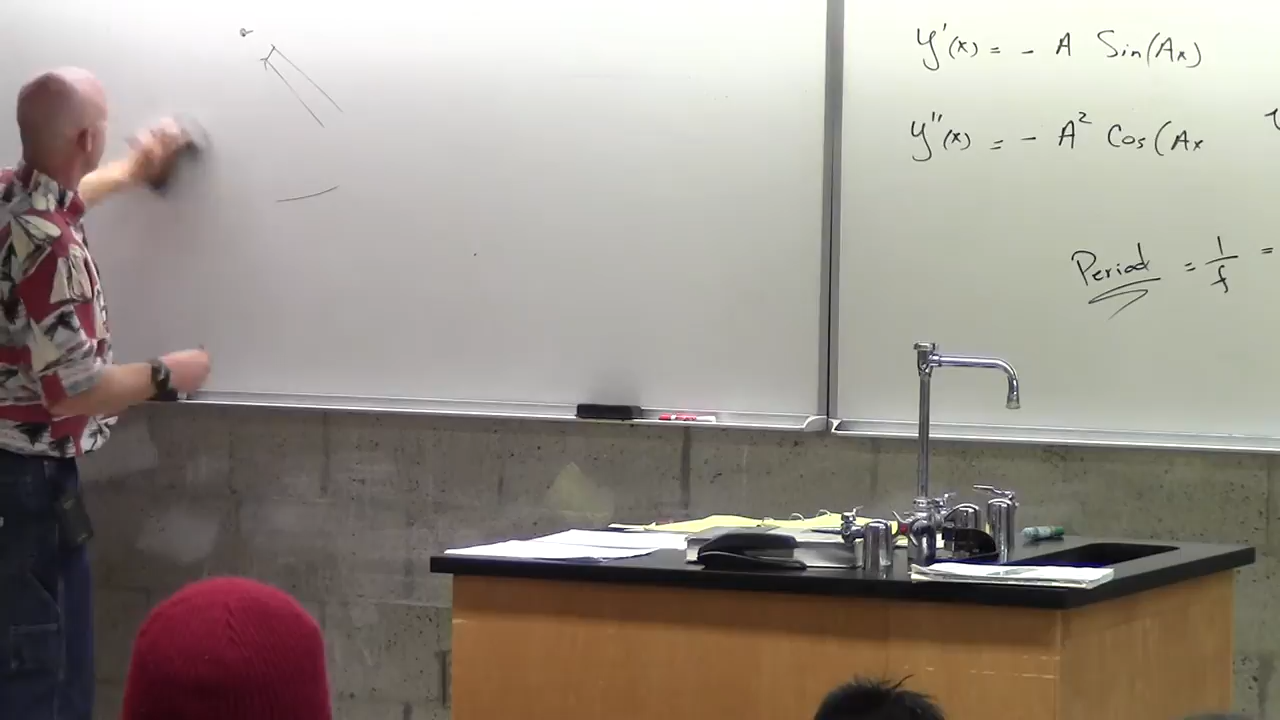 y'(x) = - A Sin(Ax)
y''(x) = - A² Cos(Ax
Period = 1/f =